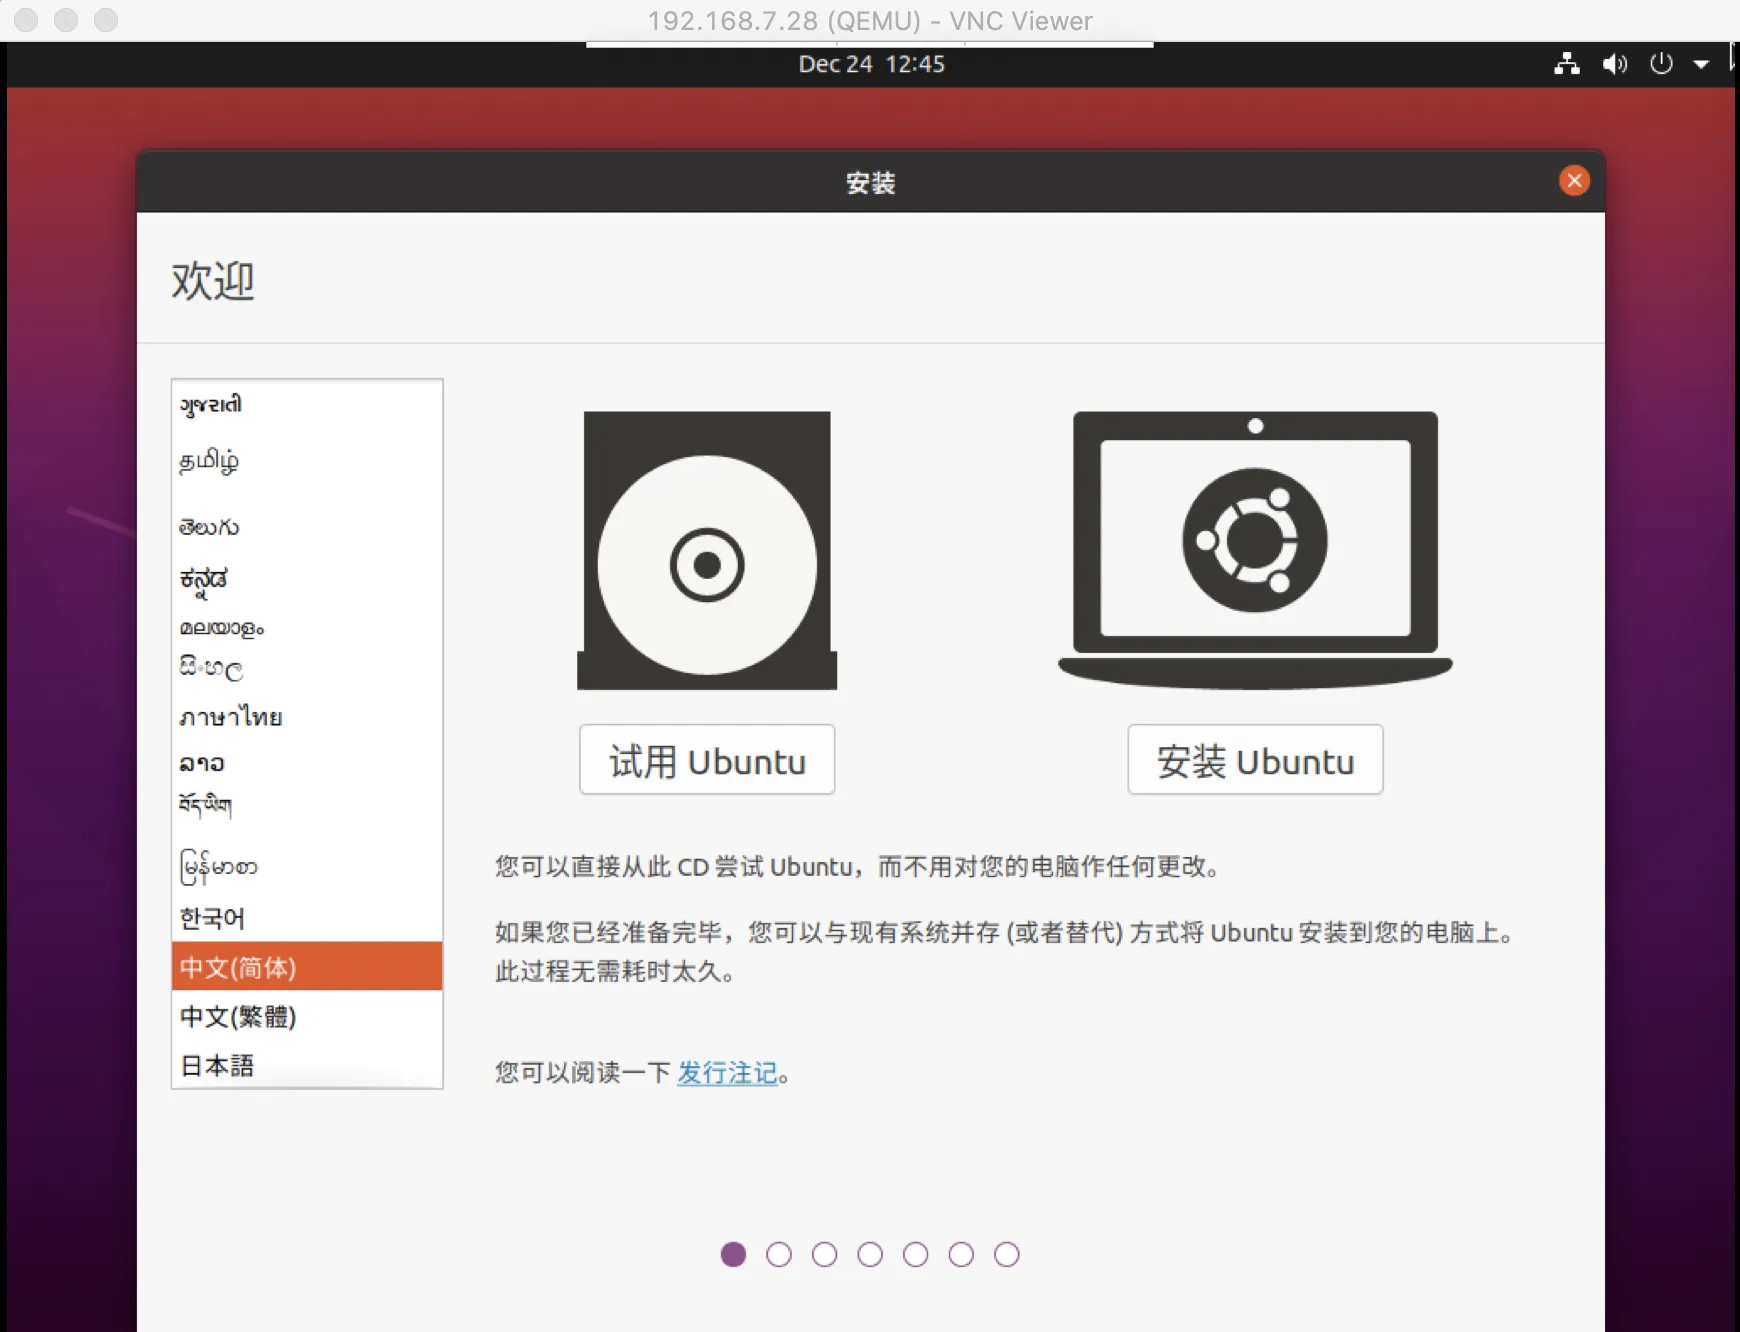 192.168.7.28 (QEMU) - VNC Viewer
Dec 24 12:45
安装
欢迎
ગુજરાતી
தமிழ்
తెలుగు
ಕನ್ನಡ
മലയാളം
සිංහල
ภาษาไทย
ລາວ
བོད་ཡིག
မြန်မာစာ
한국어
中文(简体)
中文(繁體)
日本語
试用 Ubuntu
安装 Ubuntu
您可以直接从此 CD 尝试 Ubuntu，而不用对您的电脑作任何更改。
如果您已经准备完毕，您可以与现有系统并存 (或者替代) 方式将 Ubuntu 安装到您的电脑上。
此过程无需耗时太久。
您可以阅读一下 发行注记。